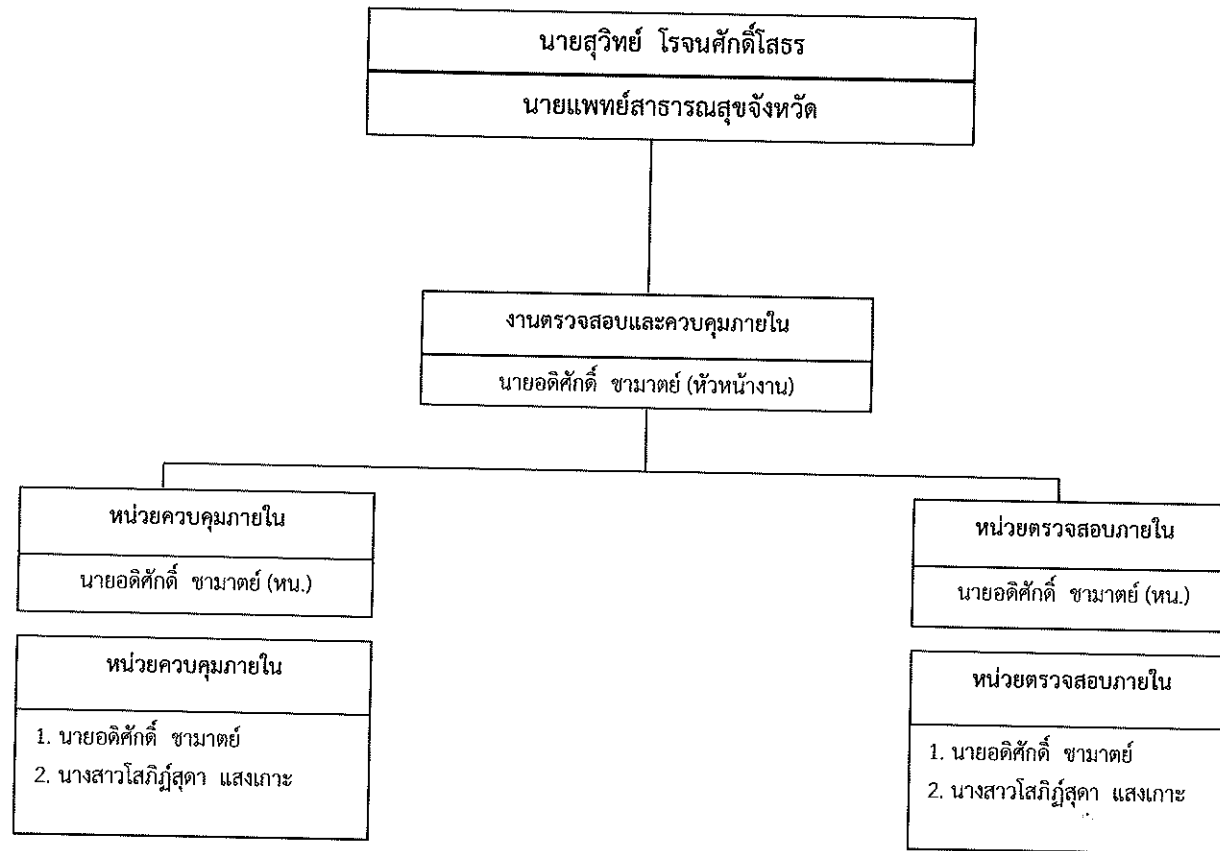 นายสุวิทย์ โรจนศักดิ์โสธร
นายแพทย์สาธารณสุขจังหวัด
งานตรวจสอบและควบคุมภายใน
นายอดิศักดิ์ ชามาตย์ (หัวหน้างาน)
หน่วยควบคุมภายใน
นายอดิศักดิ์ ชามาตย์ (หน.)
หน่วยควบคุมภายใน
1. นายอดิศักดิ์ ชามาตย์
2. นางสาวโสภิฏ์สุดา แสงเกาะ
หน่วยตรวจสอบภายใน
นายอดิศักดิ์ ชามาตย์ (หน.)
หน่วยตรวจสอบภายใน
1. นายอดิศักดิ์ ชามาตย์
2. นางสาวโสภิฏ์สุดา แสงเกาะ